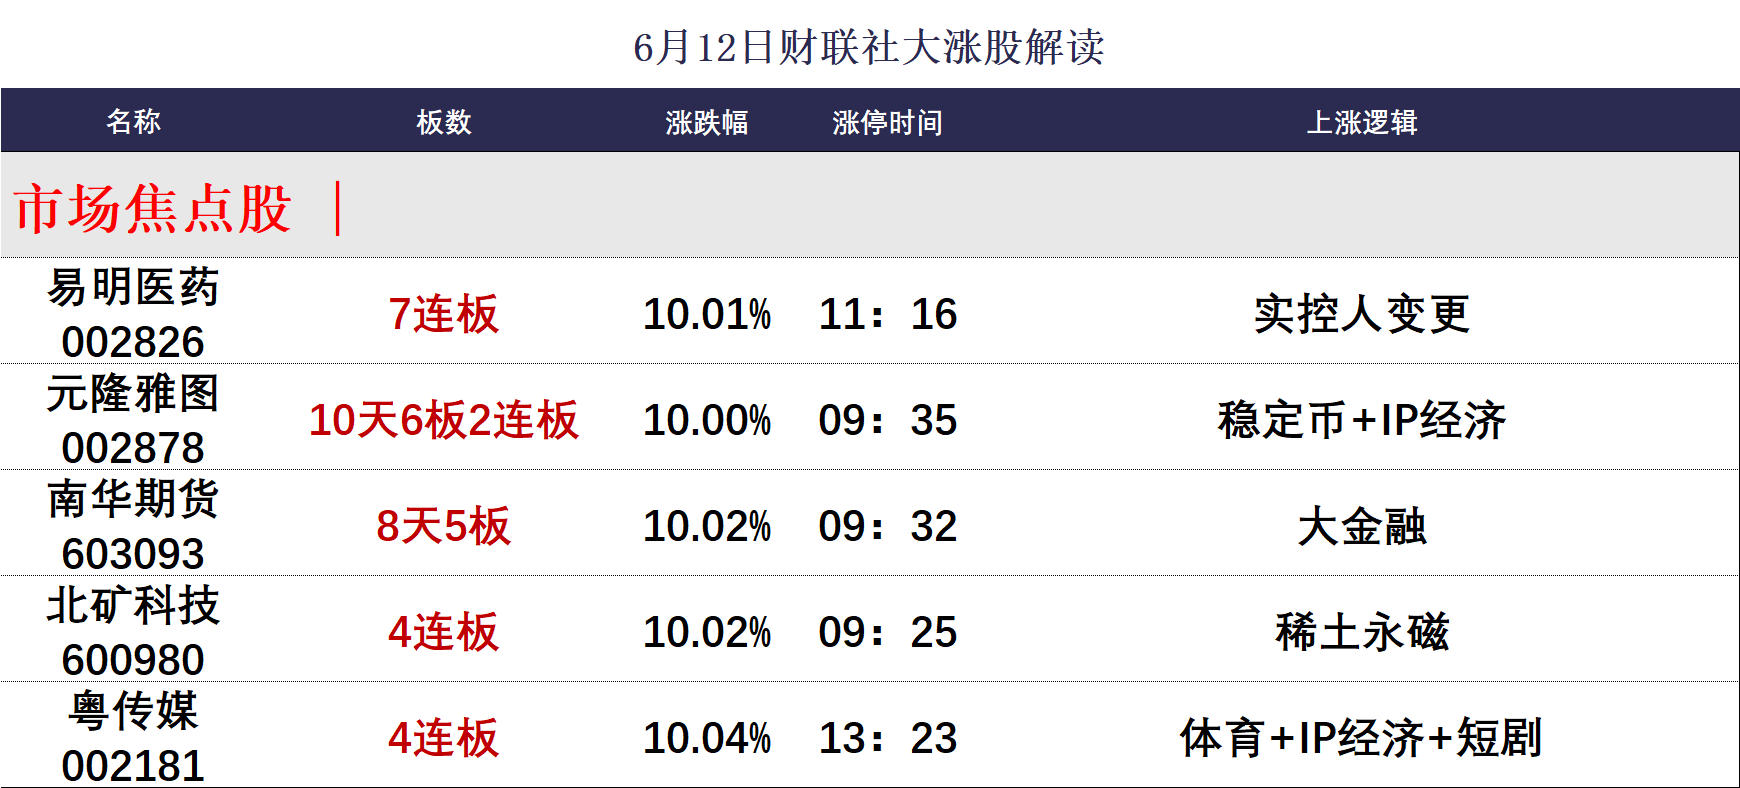 6月12日财联社大涨股解读
名称 板数 涨跌幅 涨停时间 上涨逻辑
市场焦点股 ｜
易明医药
002826 7连板 10.01% 11：16 实控人变更
元隆雅图
002878 10天6板2连板 10.00% 09：35 稳定币+IP经济
南华期货
603093 8天5板 10.02% 09：32 大金融
北矿科技
600980 4连板 10.02% 09：25 稀土永磁
粤传媒
002181 4连板 10.04% 13：23 体育+IP经济+短剧